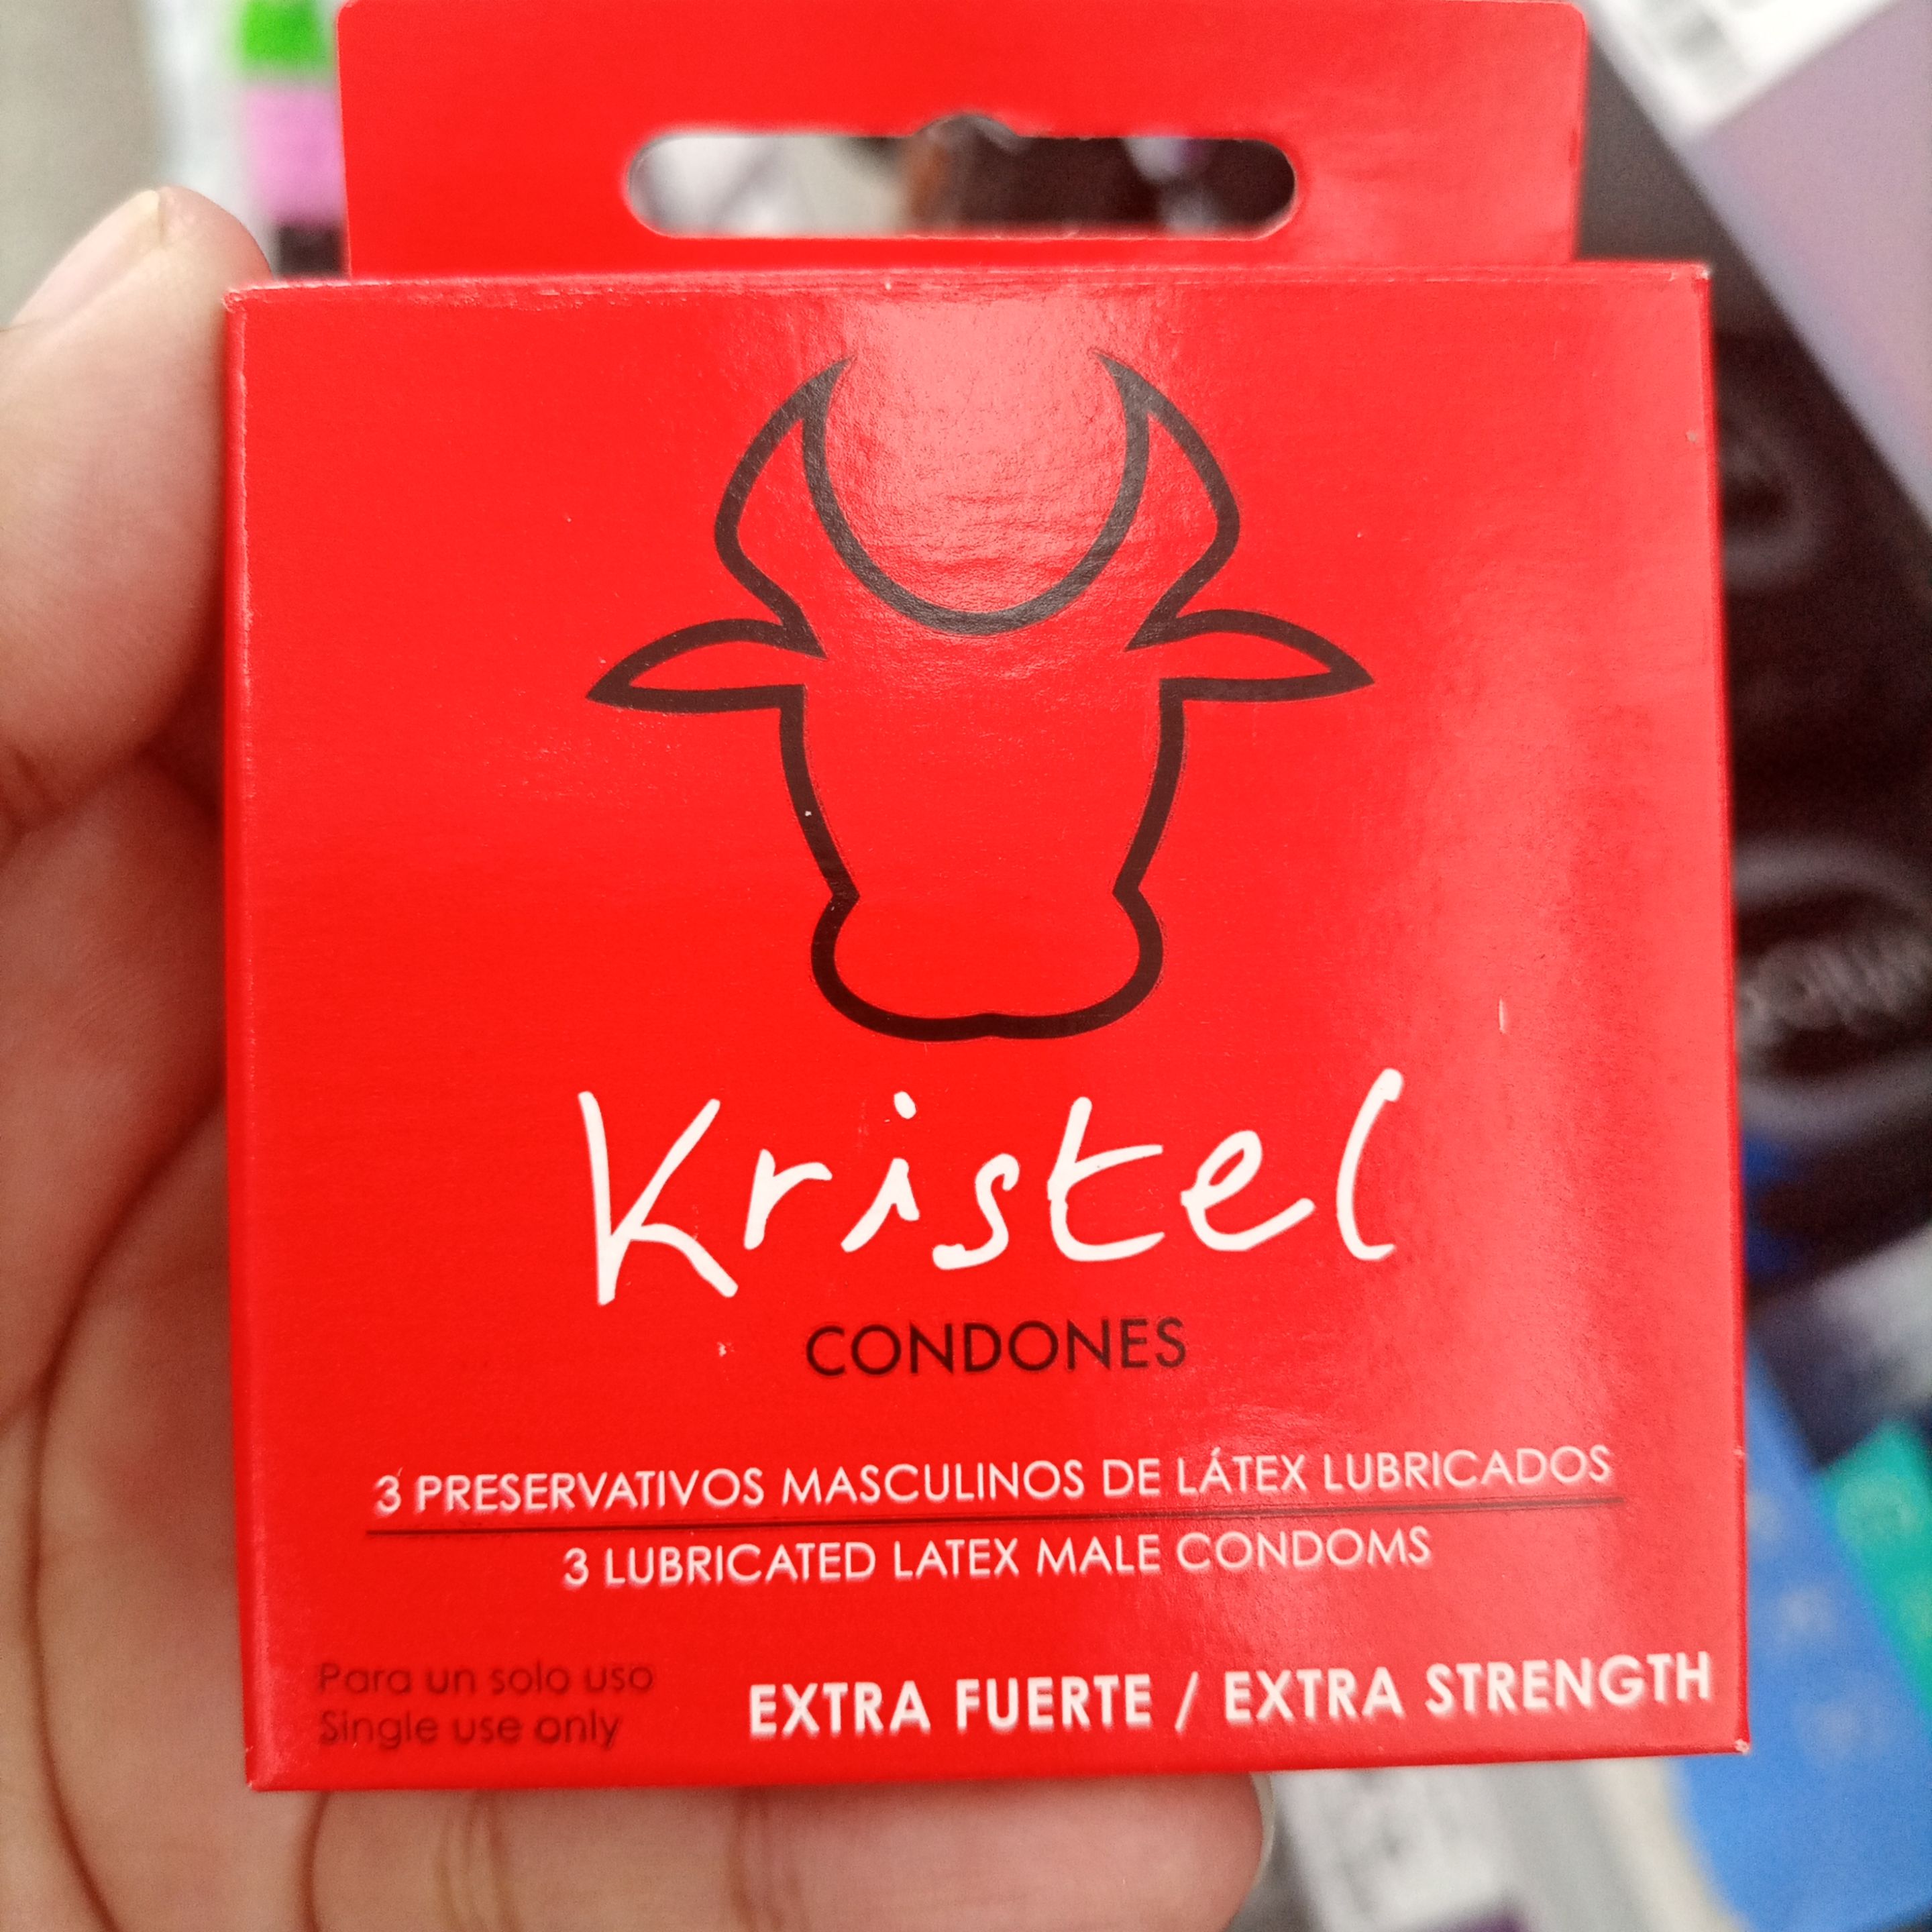 Kristel
CONDONES
3 PRESERVATIVOS MASCULINOS DE LÁTEX LUBRICADOS
3 LUBRICATED LATEX MALE CONDOMS
Para un solo uso
Single use only
EXTRA FUERTE / EXTRA STRENGTH